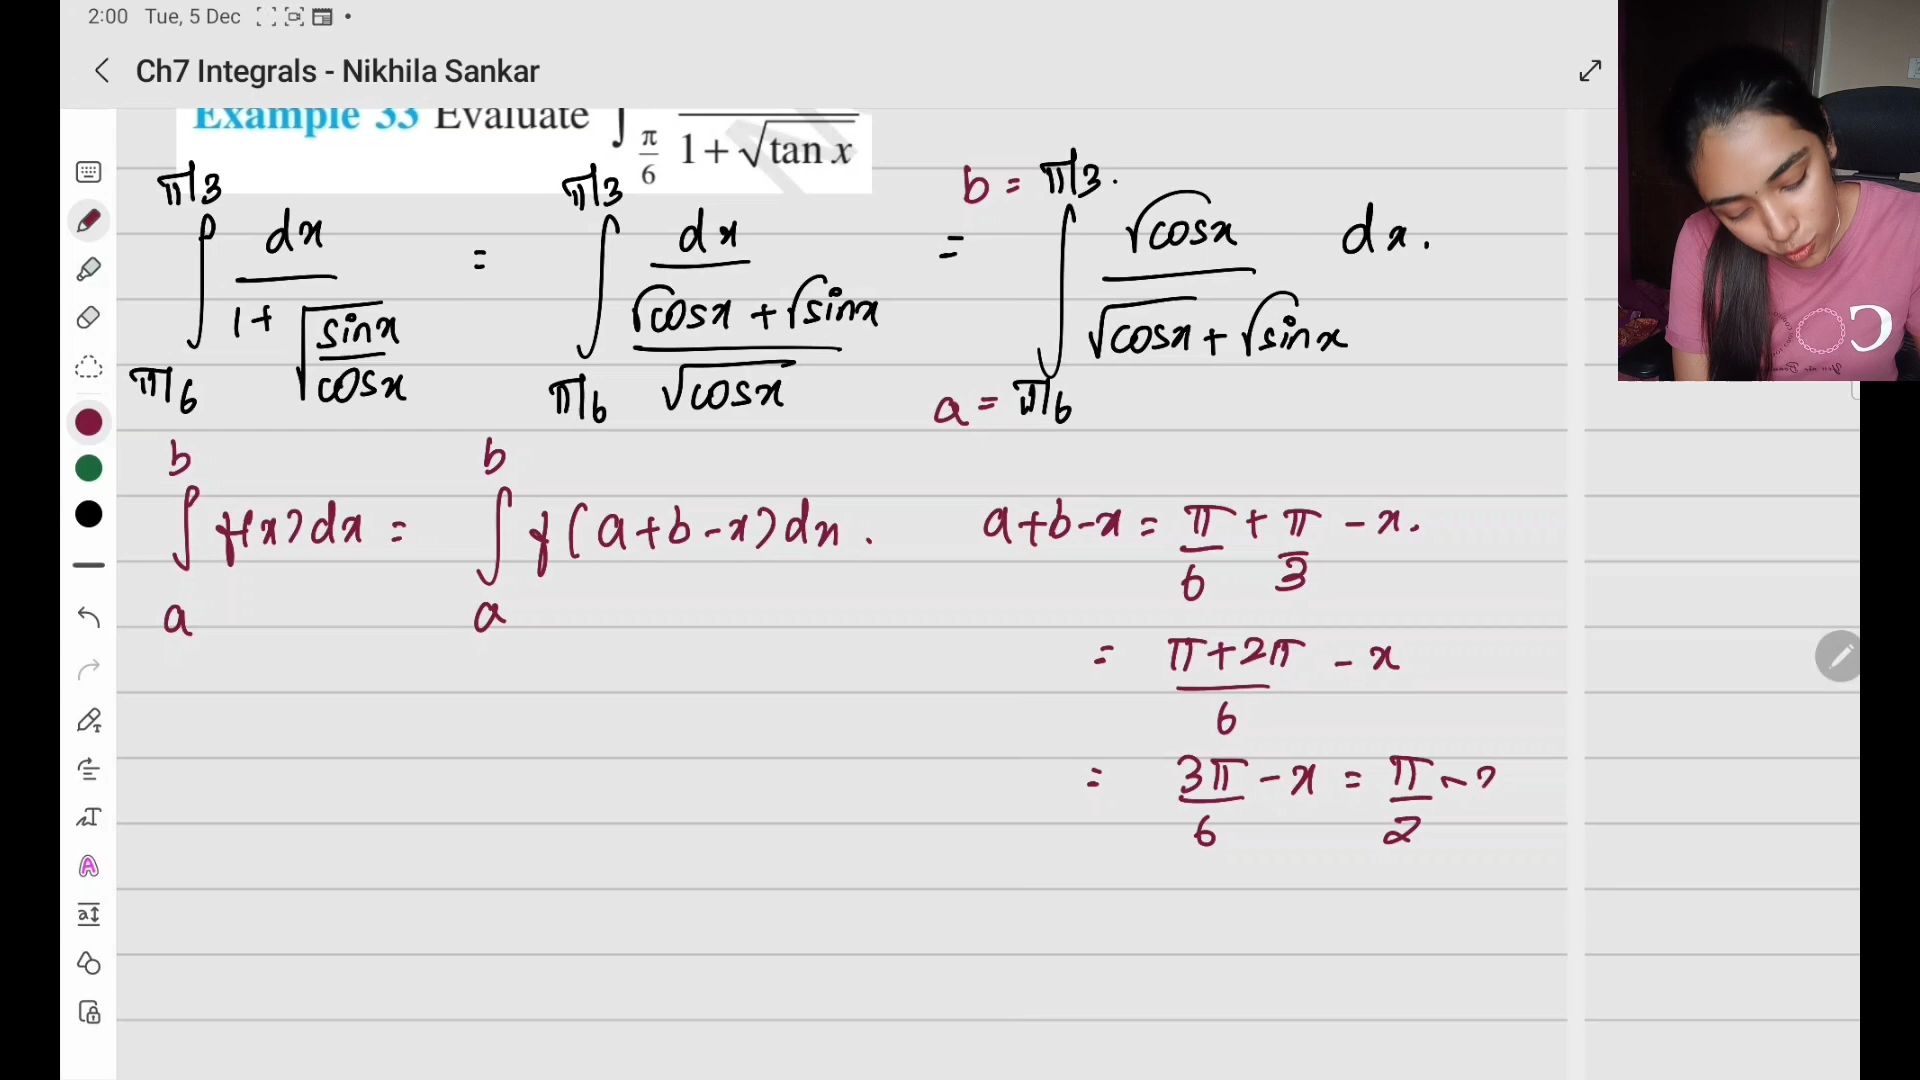 2:00 Tue, 5 Dec
Ch7 Integrals - Nikhila Sankar
Example 33 Evaluate ∫ π/6 1 + √tan x
∫ π/6 π/3 dx / (1 + √(sinx/cosx)) = ∫ π/6 π/3 dx / ((√cosx + √sinx) / √cosx) = ∫ a = π/6 b = π/3 . √cosx / (√cosx + √sinx) dx .
∫ a b f(x)dx = ∫ a b f(a+b-x)dx .
a+b-x = π/6 + π/3 - x .
= (π+2π)/6 - x
= 3π/6 - x = π/2 -